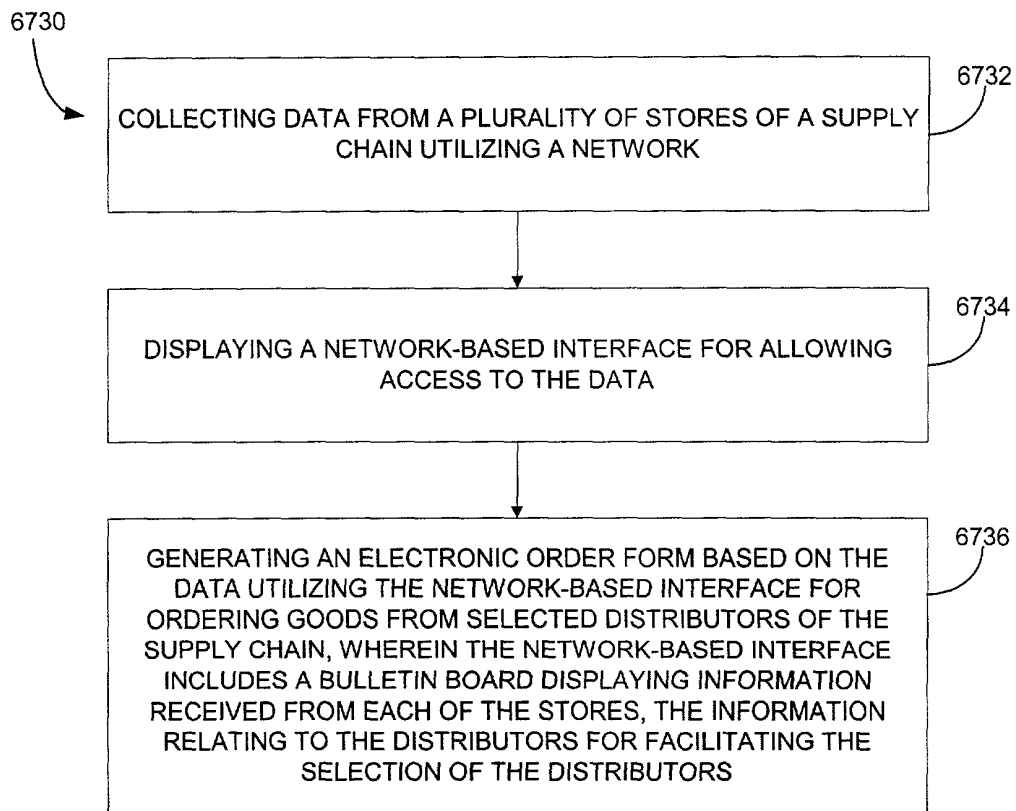 6730
6732
COLLECTING DATA FROM A PLURALITY OF STORES OF A SUPPLY
CHAIN UTILIZING A NETWORK
6734
DISPLAYING A NETWORK-BASED INTERFACE FOR ALLOWING
ACCESS TO THE DATA
6736
GENERATING AN ELECTRONIC ORDER FORM BASED ON THE
DATA UTILIZING THE NETWORK-BASED INTERFACE FOR
ORDERING GOODS FROM SELECTED DISTRIBUTORS OF THE
SUPPLY CHAIN, WHEREIN THE NETWORK-BASED INTERFACE
INCLUDES A BULLETIN BOARD DISPLAYING INFORMATION
RECEIVED FROM EACH OF THE STORES, THE INFORMATION
RELATING TO THE DISTRIBUTORS FOR FACILITATING THE
SELECTION OF THE DISTRIBUTORS